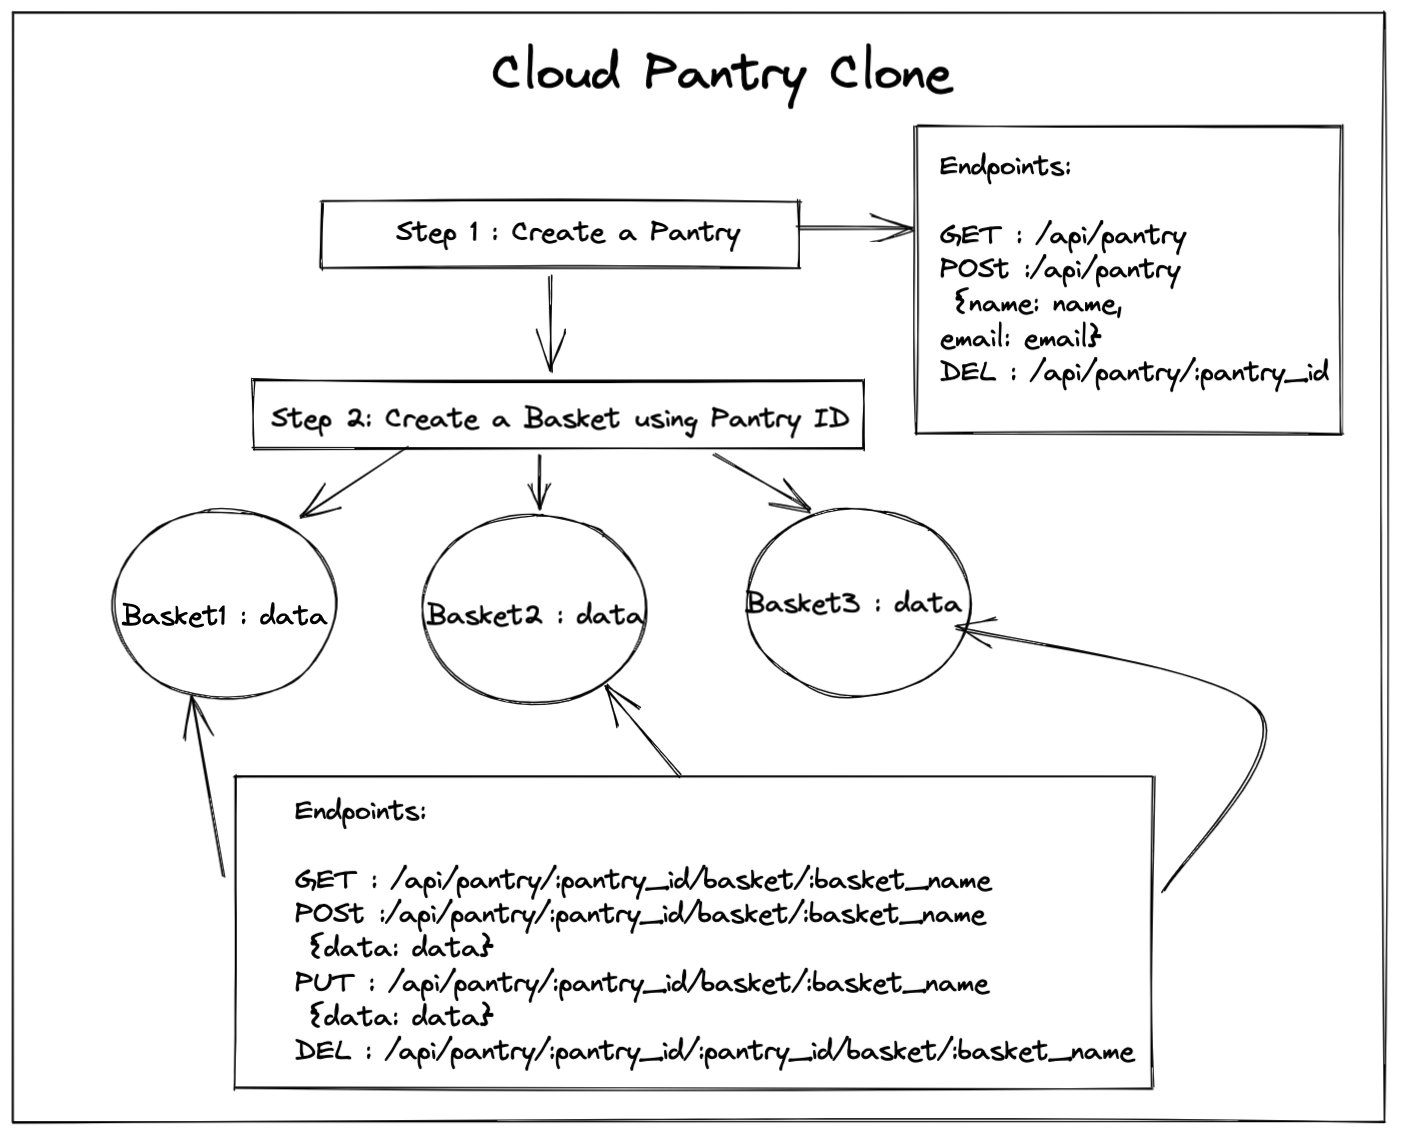 Cloud Pantry Clone
Step 1 : Create a Pantry
Endpoints:
GET : /api/pantry
POST :/api/pantry
{name: name,
email: email}
DEL : /api/pantry/:pantry_id
Step 2: Create a Basket using Pantry ID
Basket1 : data
Basket2 : data
Basket3 : data
Endpoints:
GET : /api/pantry/:pantry_id/basket/:basket_name
POST :/api/pantry/:pantry_id/basket/:basket_name
{data: data}
PUT : /api/pantry/:pantry_id/basket/:basket_name
{data: data}
DEL : /api/pantry/:pantry_id/:pantry_id/basket/:basket_name